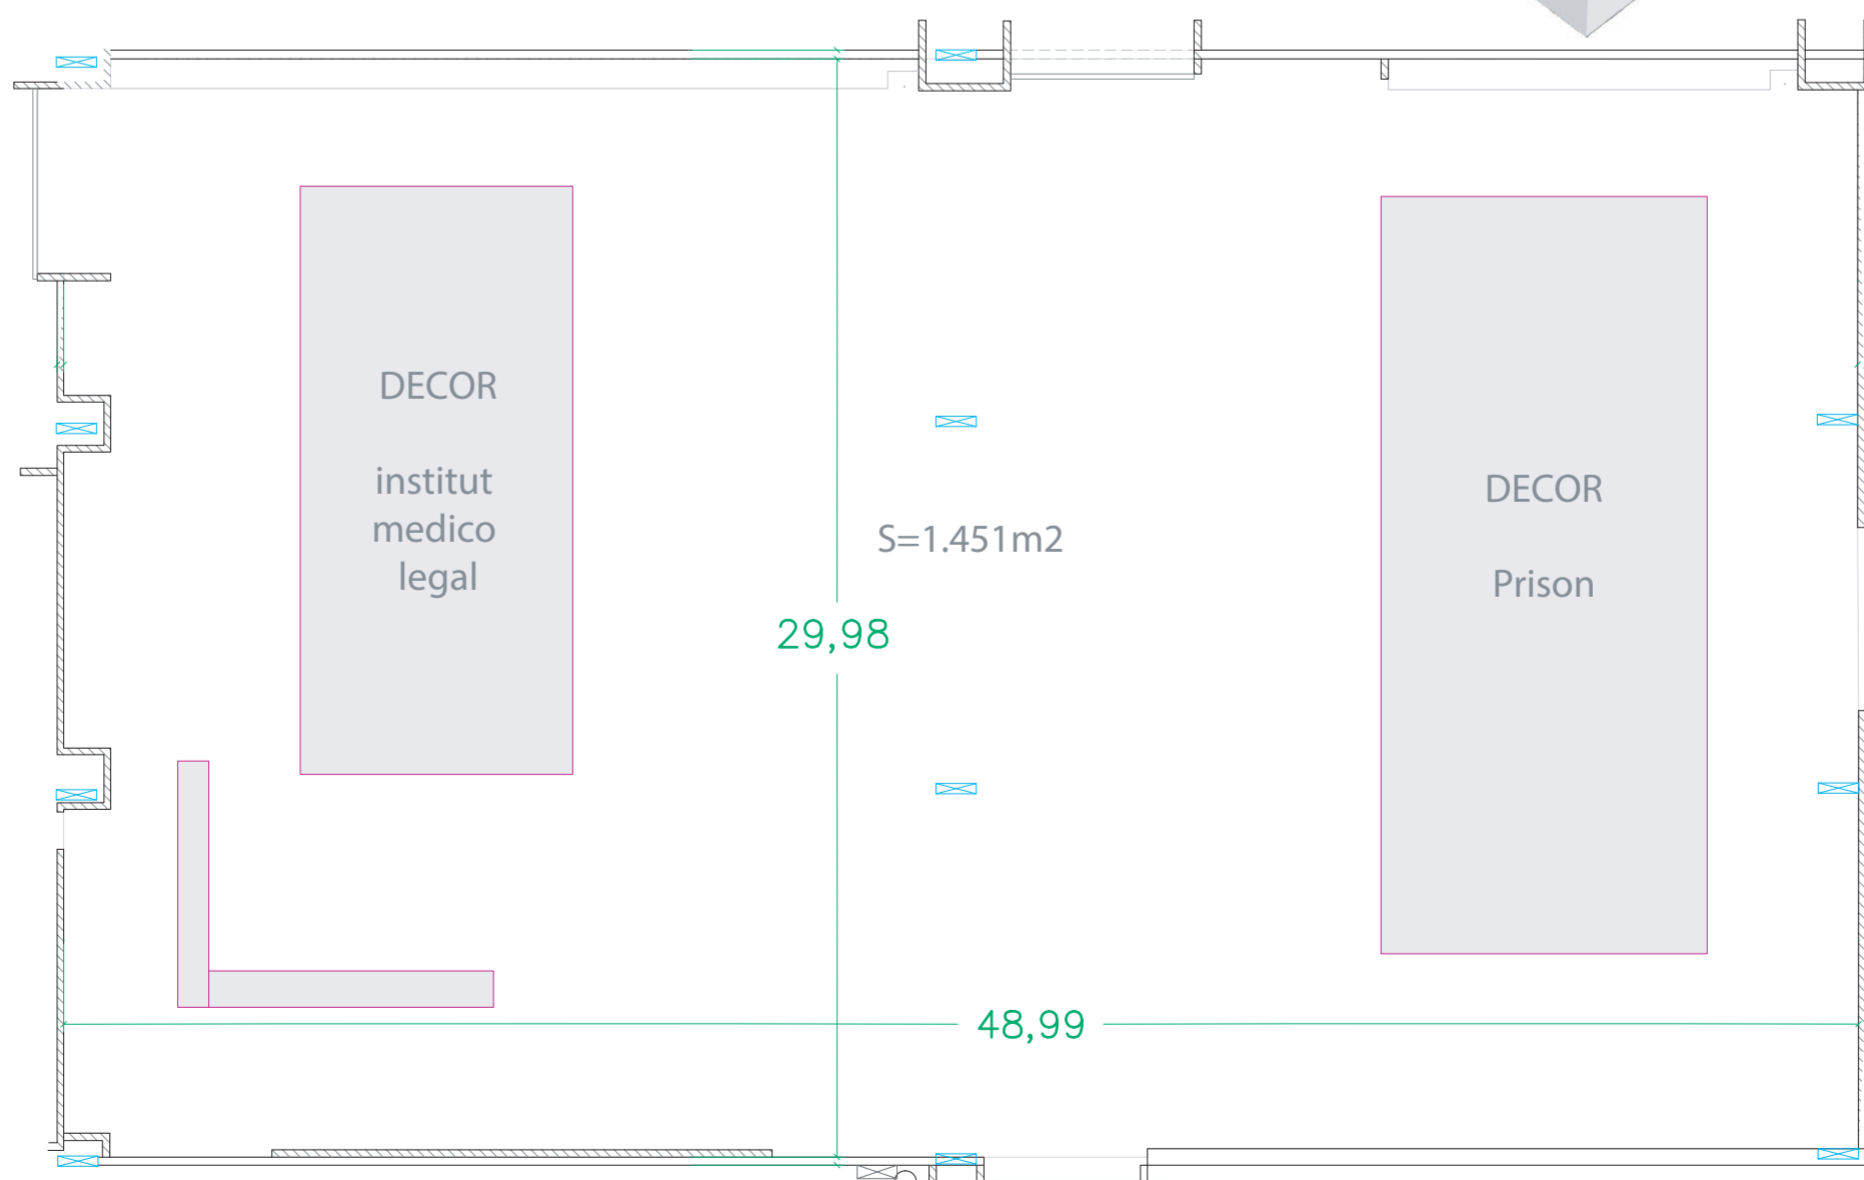 DECOR
institut
medico
legal
S=1.451m2
29,98
DECOR
Prison
48,99